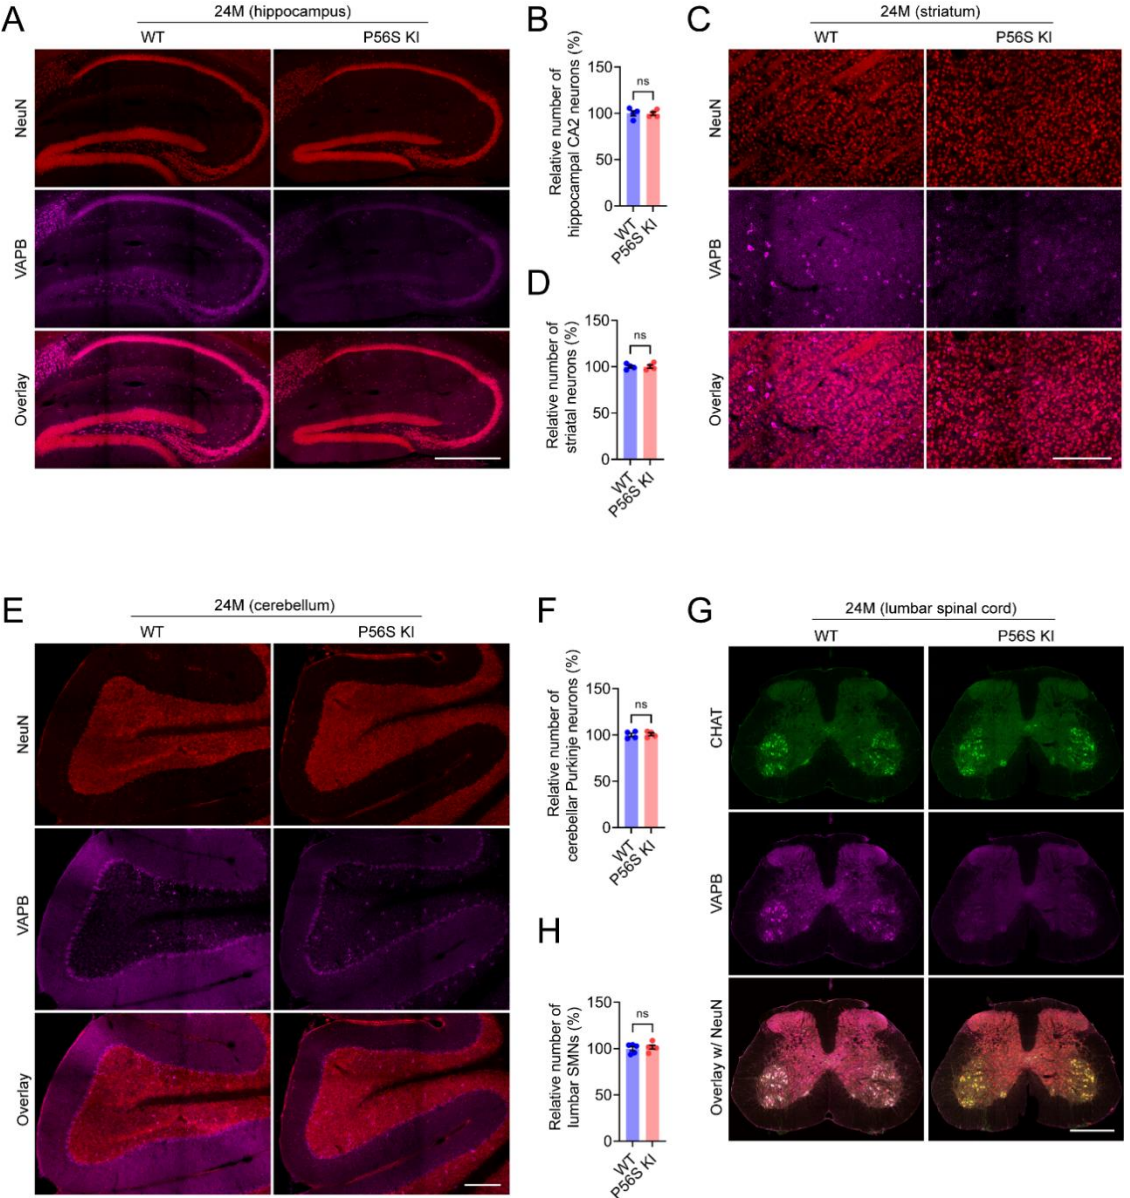 A
24M (hippocampus)
WT
P56S KI
NeuN
VAPB
Overlay
B
Relative number of
hippocampal CA2 neurons (%)
150
100
50
0
ns
WT
P56S KI
C
24M (striatum)
WT
P56S KI
NeuN
VAPB
Overlay
D
Relative number of
striatal neurons (%)
150
100
50
0
ns
WT
P56S KI
E
24M (cerebellum)
WT
P56S KI
NeuN
VAPB
Overlay
F
Relative number of
cerebellar Purkinje neurons (%)
150
100
50
0
ns
WT
P56S KI
G
24M (lumbar spinal cord)
WT
P56S KI
CHAT
VAPB
Overlay w/ NeuN
H
Relative number of
lumbar SMNs (%)
150
100
50
0
ns
WT
P56S KI